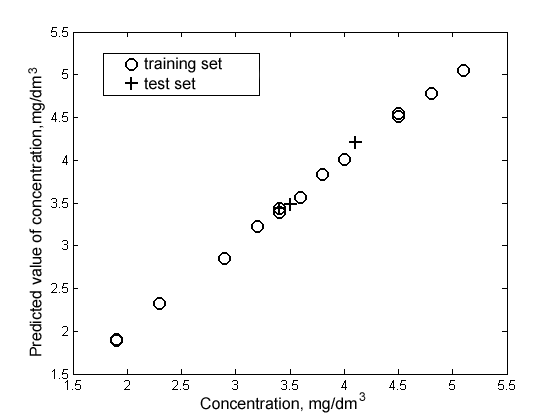 training set
test set
Predicted value of concentration,mg/dm3
5.5
5
4.5
4
3.5
3
2.5
2
1.5
1.5 2 2.5 3 3.5 4 4.5 5 5.5
Concentration, mg/dm3